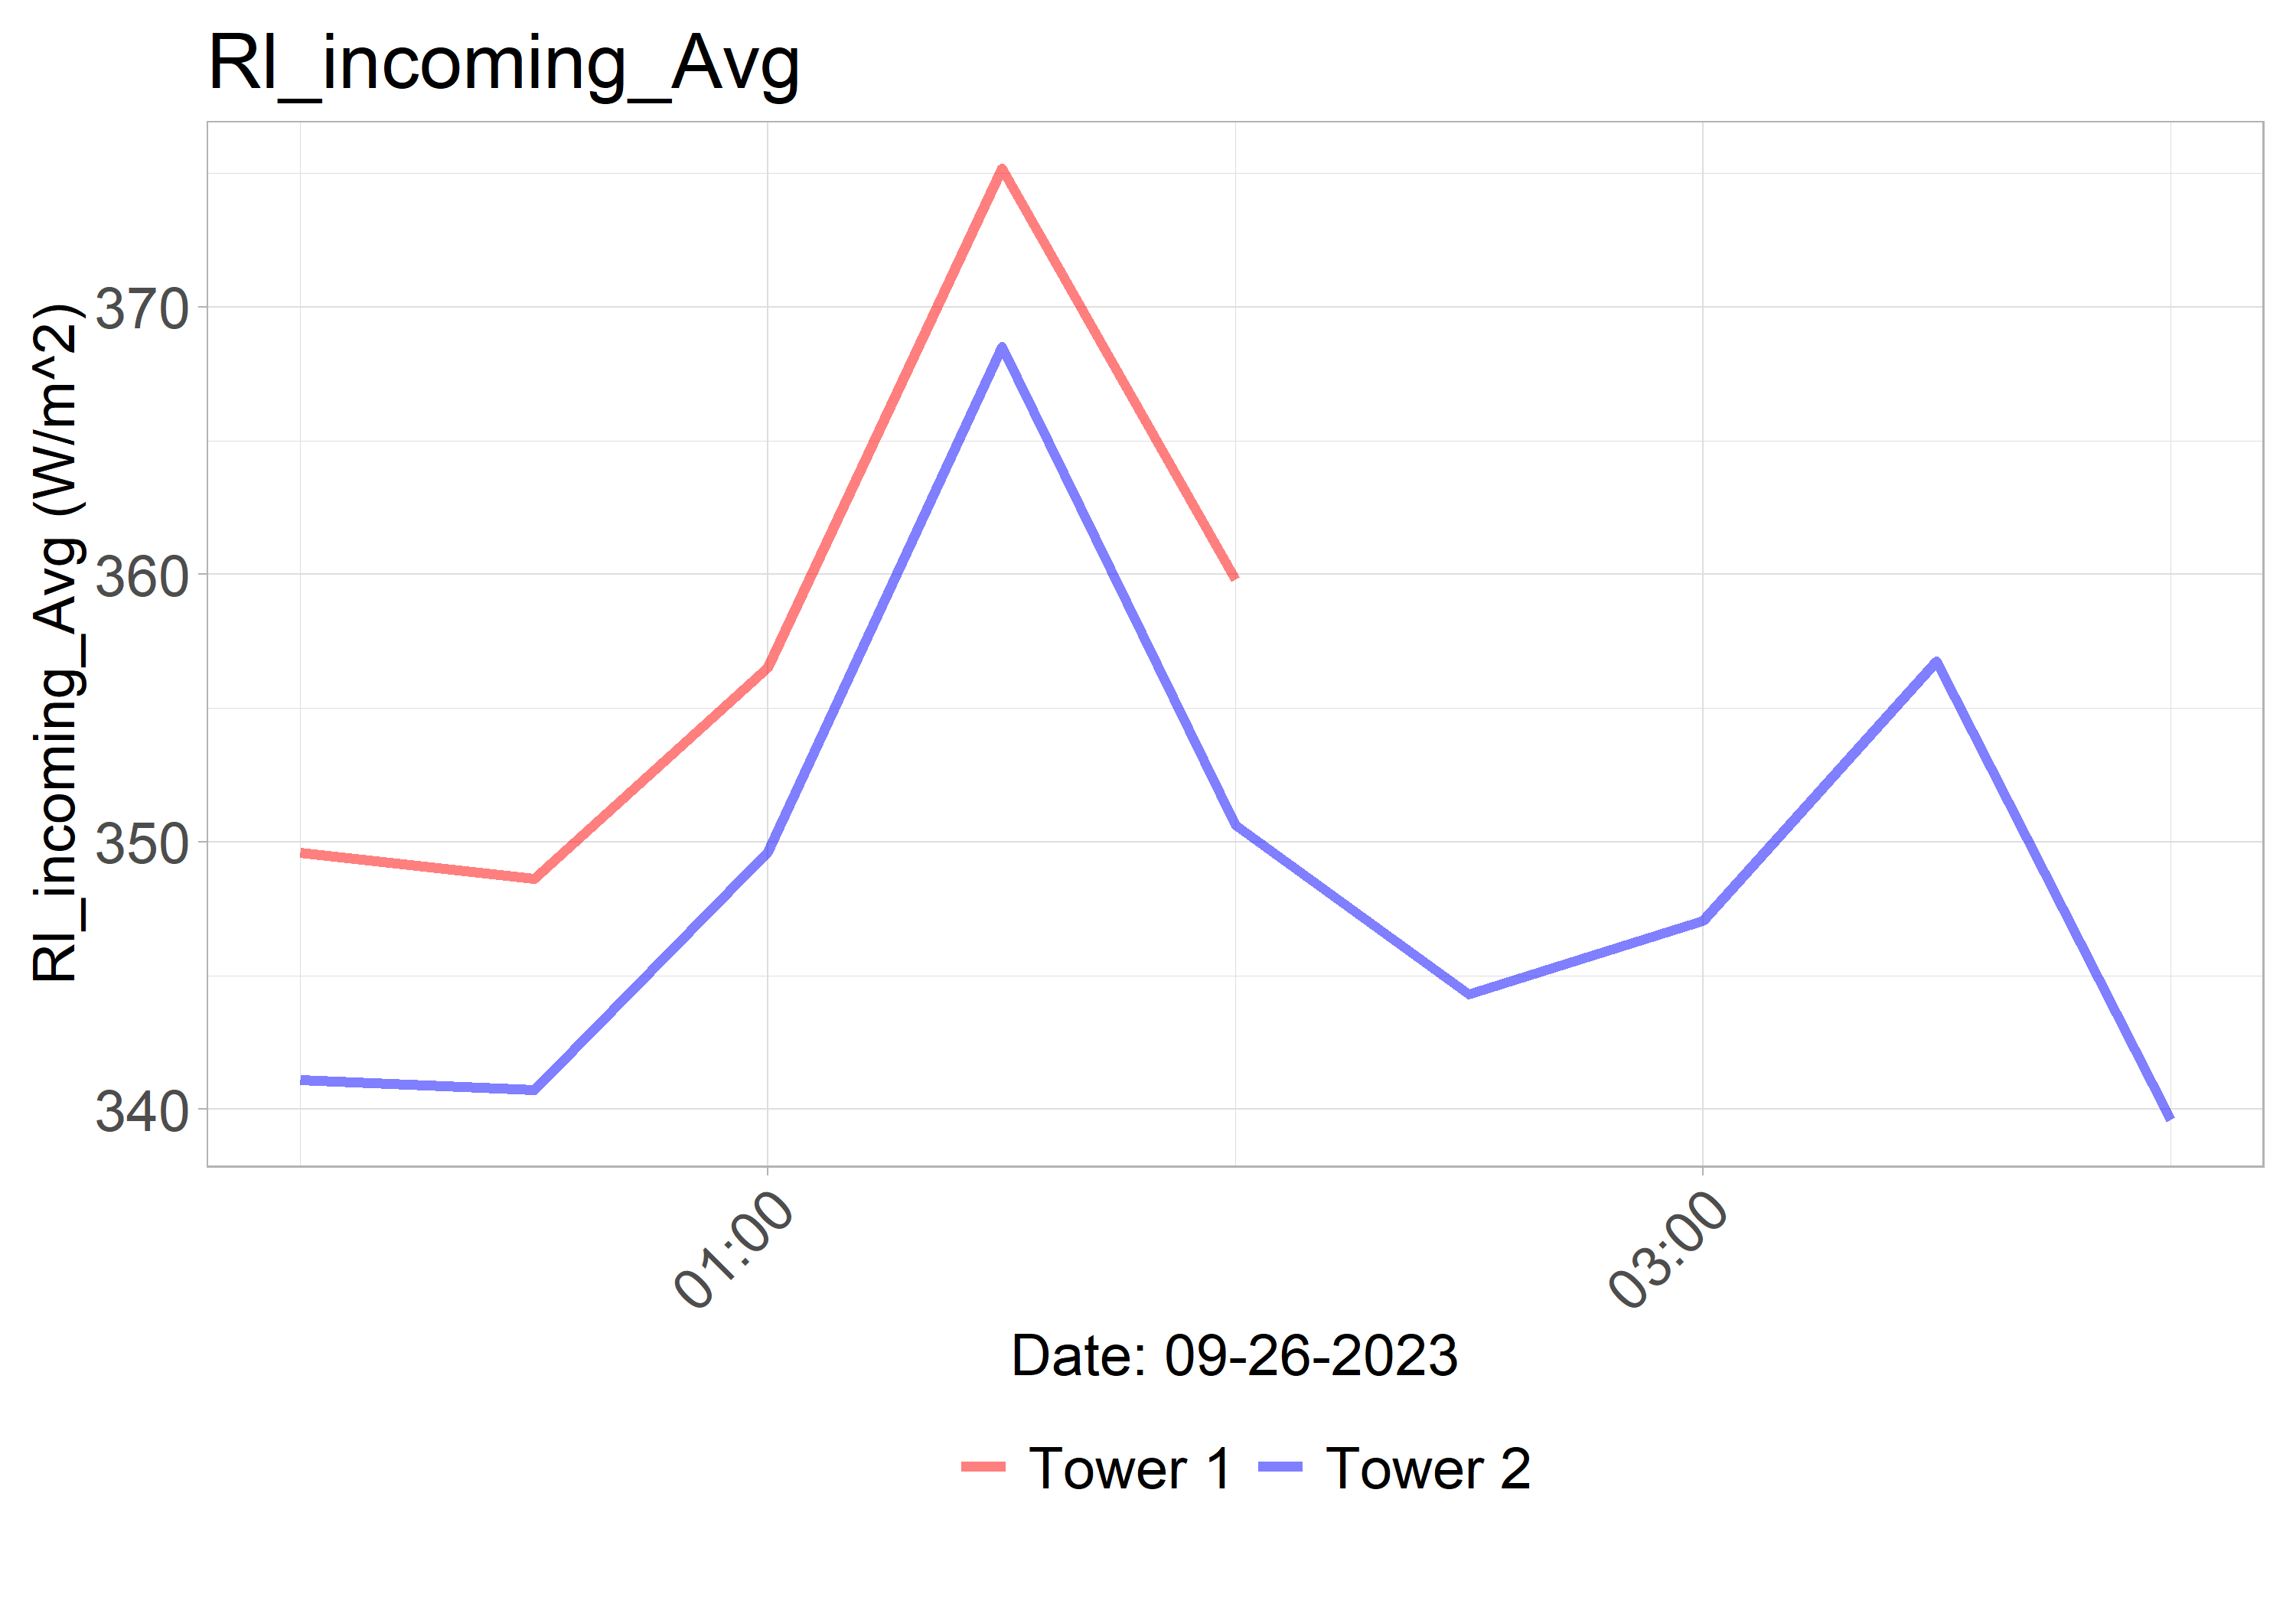 Rl_incoming_Avg
Rl_incoming_Avg (W/m^2)
370
360
350
340
01:00
03:00
Date: 09-26-2023
Tower 1
Tower 2